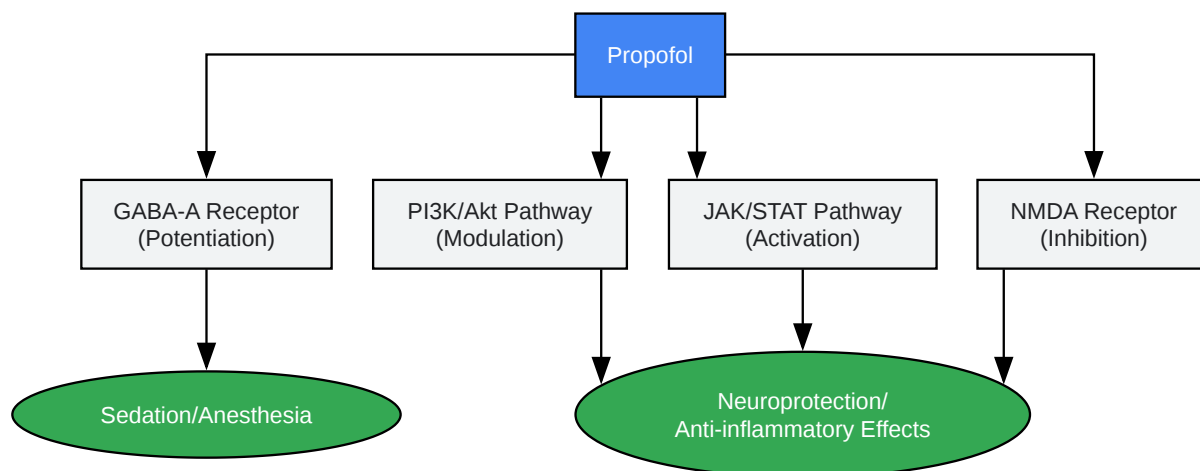 Propofol
GABA-A Receptor
(Potentiation)
PI3K/Akt Pathway
(Modulation)
JAK/STAT Pathway
(Activation)
NMDA Receptor
(Inhibition)
Sedation/Anesthesia
Neuroprotection/
Anti-inflammatory Effects